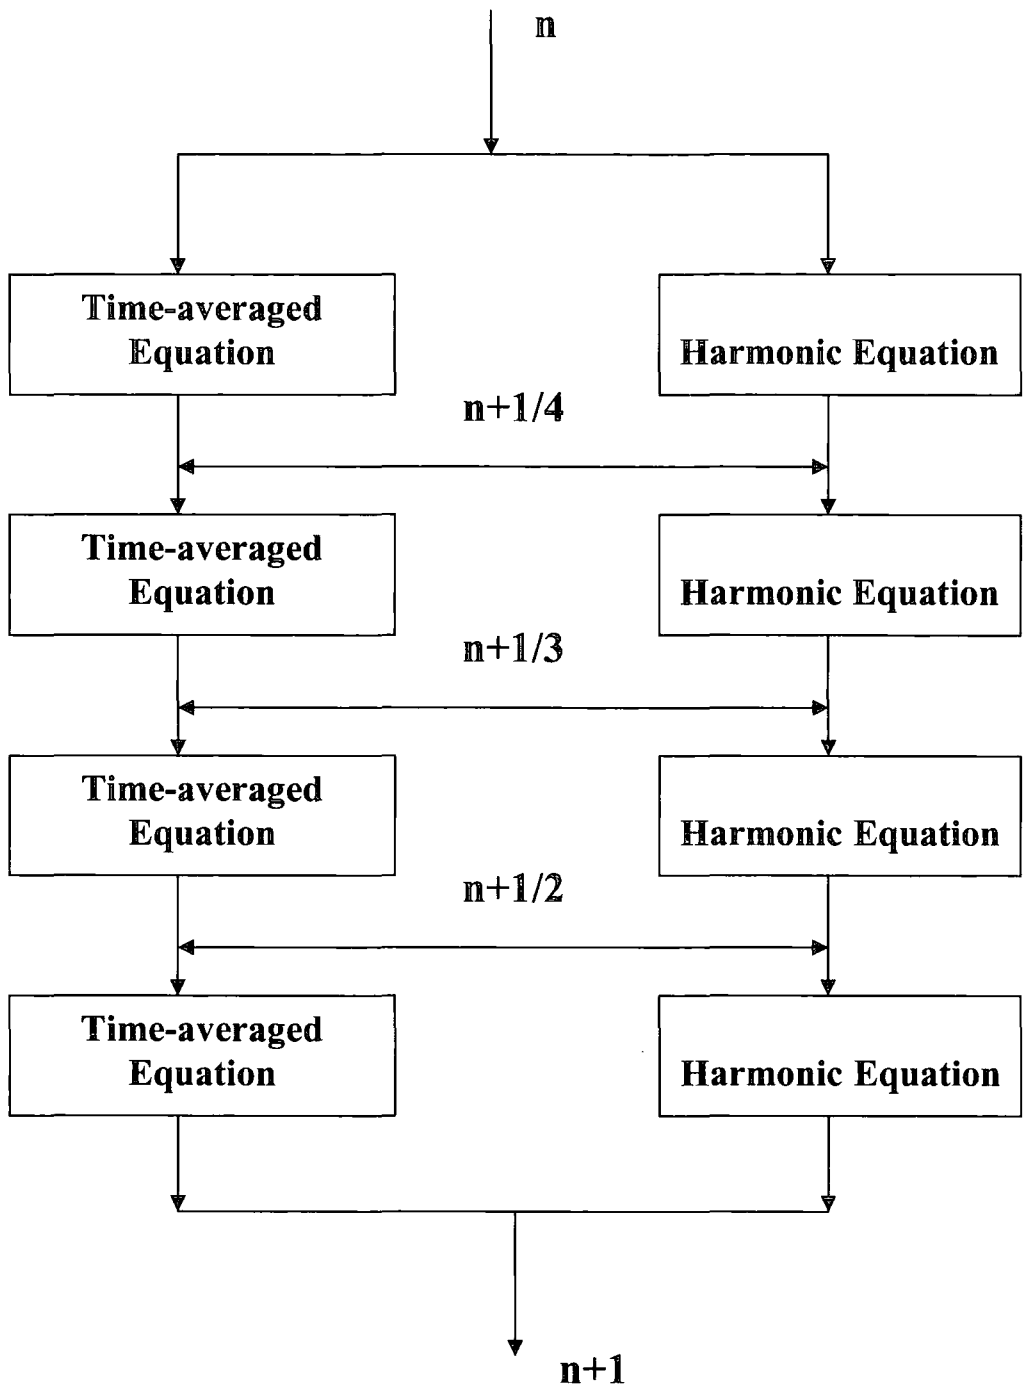 n
Time-averaged
Equation
Harmonic Equation
n+1/4
Time-averaged
Equation
Harmonic Equation
n+1/3
Time-averaged
Equation
Harmonic Equation
n+1/2
Time-averaged
Equation
Harmonic Equation
n+1